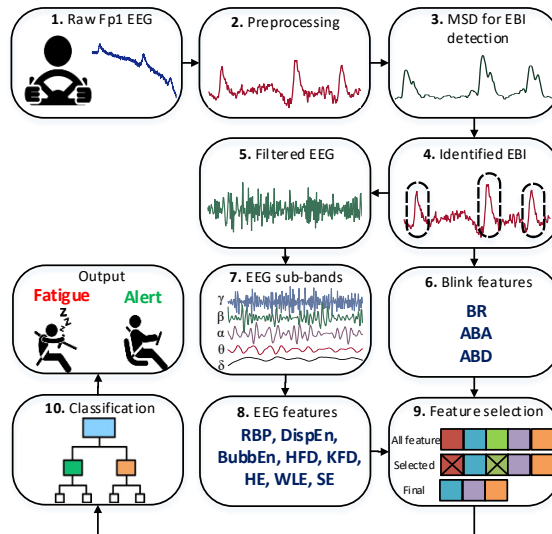 1. Raw Fp1 EEG
2. Preprocessing
3. MSD for EBI
detection
5. Filtered EEG
4. Identified EBI
Output
Fatigue
Alert
z
z
z
7. EEG sub-bands
γ
β
α
θ
δ
6. Blink features
BR
ABA
ABD
10. Classification
8. EEG features
RBP, DispEn,
BubbEn, HFD, KFD,
HE, WLE, SE
9. Feature selection
All feature
Selected
Final